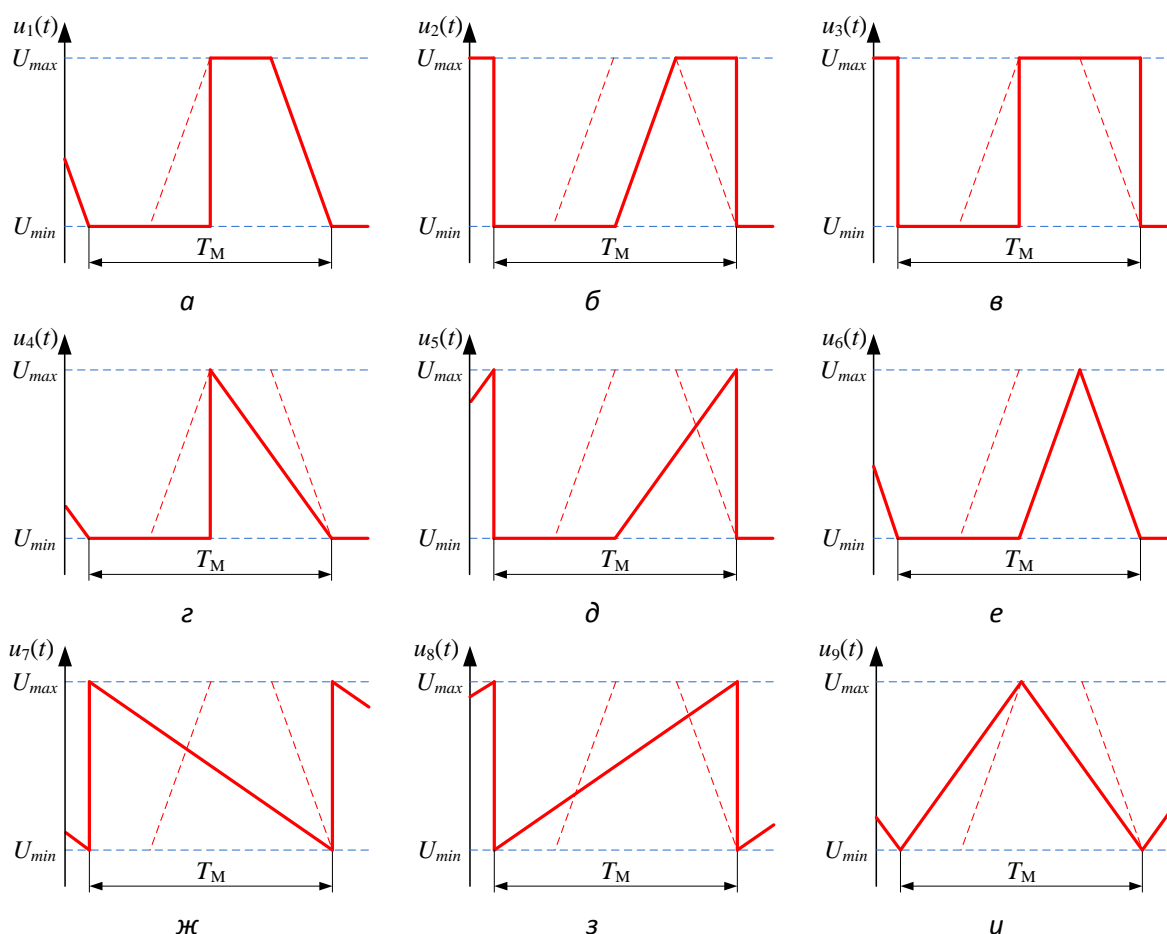 u1(t) u2(t) u3(t)
Umax Umax Umax
Umin Umin Umin
TМ TМ TМ
а б в
u4(t) u5(t) u6(t)
Umax Umax Umax
Umin Umin Umin
TМ TМ TМ
г д е
u7(t) u8(t) u9(t)
Umax Umax Umax
Umin Umin Umin
TМ TМ TМ
ж з и